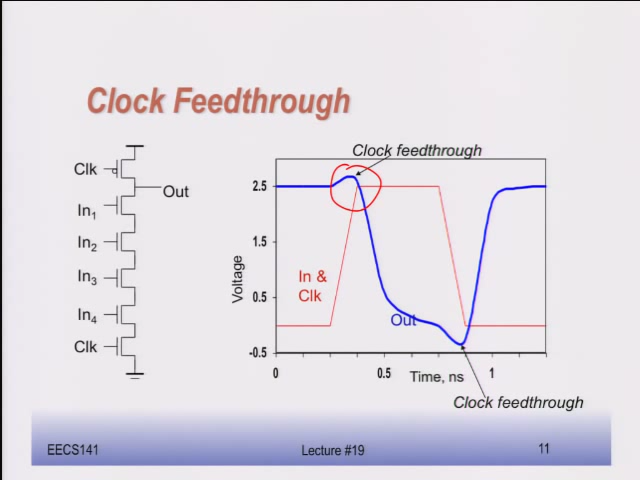 Clock Feedthrough
Clk
Out
In1
In2
In3
In4
Clk
Clock feedthrough
2.5
1.5
0.5
-0.5
Voltage
In &
Clk
Out
0
0.5
Time, ns
1
Clock feedthrough
EECS141
Lecture #19
11